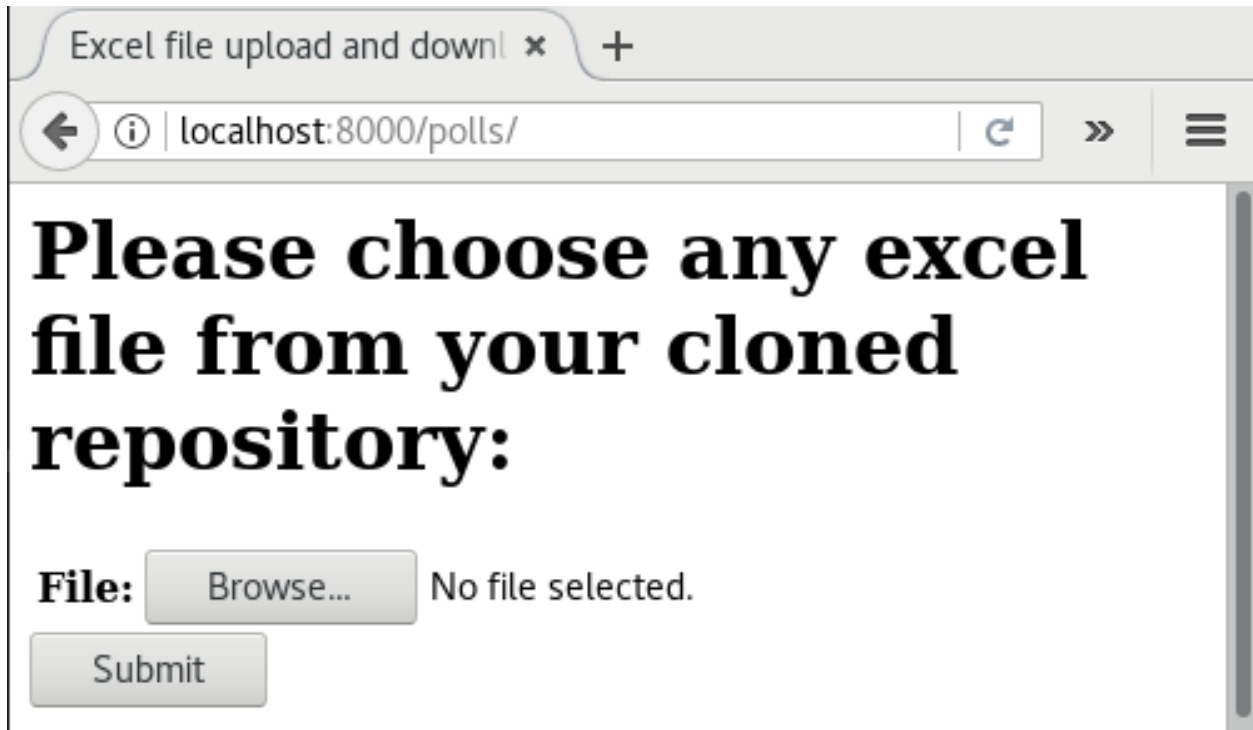 Excel file upload and downl
localhost:8000/polls/
Please choose any excel
file from your cloned
repository:
File: Browse... No file selected.
Submit